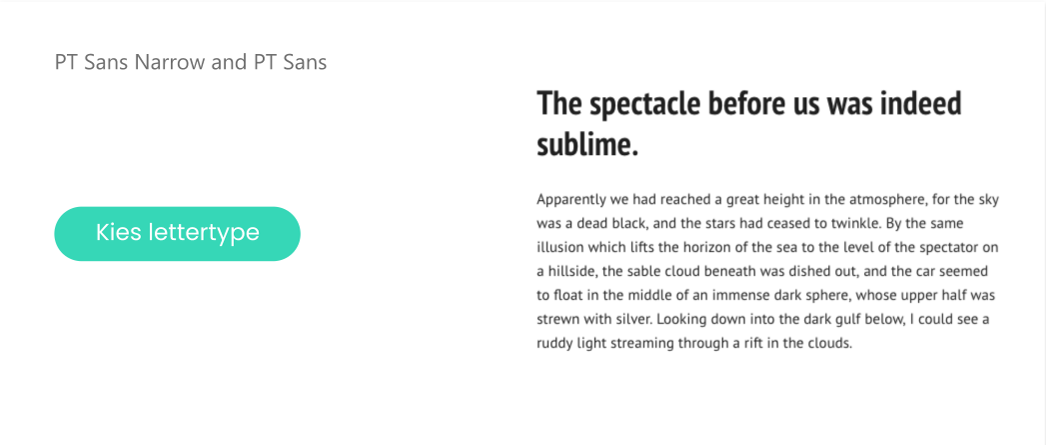 PT Sans Narrow and PT Sans
Kies lettertype
The spectacle before us was indeed
sublime.
Apparently we had reached a great height in the atmosphere, for the sky
was a dead black, and the stars had ceased to twinkle. By the same
illusion which lifts the horizon of the sea to the level of the spectator on
a hillside, the sable cloud beneath was dished out, and the car seemed
to float in the middle of an immense dark sphere, whose upper half was
strewn with silver. Looking down into the dark gulf below, I could see a
ruddy light streaming through a rift in the clouds.